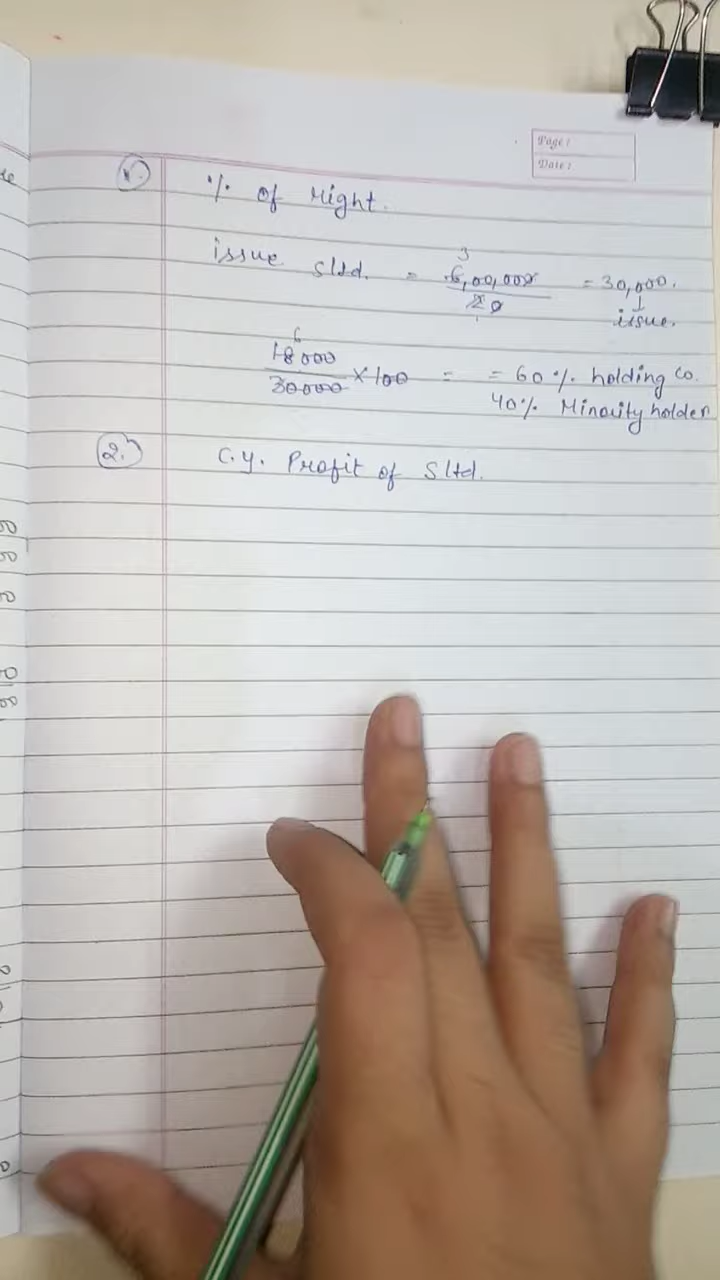 Page :
Date :
1.
% of Right.
issue S ltd. = 6,00,000 / 20 = 30,000.
3
↓
issue.
6
18000 / 30000 × 100 = = 60 % holding Co.
40% Minority holder
2.
C.y. Profit of S ltd.